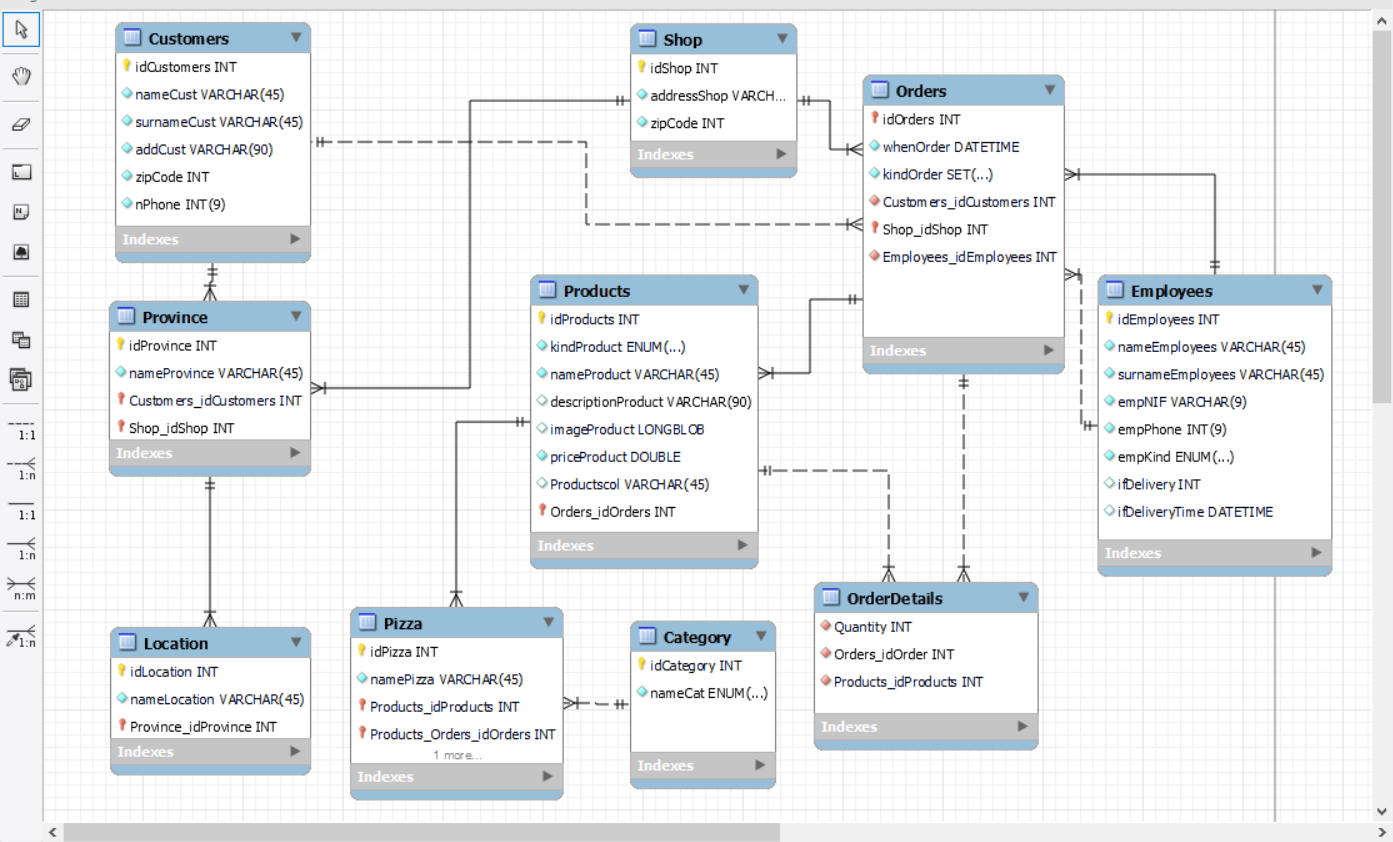 Customers
idCustomers INT
nameCust VARCHAR(45)
surnameCust VARCHAR(45)
addCust VARCHAR(90)
zipCode INT
nPhone INT(9)
Indexes
Shop
idShop INT
addressShop VARCH...
zipCode INT
Indexes
Orders
idOrders INT
whenOrder DATETIME
kindOrder SET(...)
Customers_idCustomers INT
Shop_idShop INT
Employees_idEmployees INT
Indexes
Province
idProvince INT
nameProvince VARCHAR(45)
Customers_idCustomers INT
Shop_idShop INT
Indexes
Products
idProducts INT
kindProduct ENUM(...)
nameProduct VARCHAR(45)
descriptionProduct VARCHAR(90)
imageProduct LONGBLOB
priceProduct DOUBLE
Productscol VARCHAR(45)
Orders_idOrders INT
Indexes
Employees
idEmployees INT
nameEmployees VARCHAR(45)
surnameEmployees VARCHAR(45)
empNIF VARCHAR(9)
empPhone INT(9)
empKind ENUM(...)
ifDelivery INT
ifDeliveryTime DATETIME
Indexes
Location
idLocation INT
nameLocation VARCHAR(45)
Province_idProvince INT
Indexes
Pizza
idPizza INT
namePizza VARCHAR(45)
Products_idProducts INT
Products_Orders_idOrders INT
1 more...
Indexes
Category
idCategory INT
nameCat ENUM(...)
Indexes
OrderDetails
Quantity INT
Orders_idOrder INT
Products_idProducts INT
Indexes
1:1
1:n
1:1
1:n
n:m
1:n